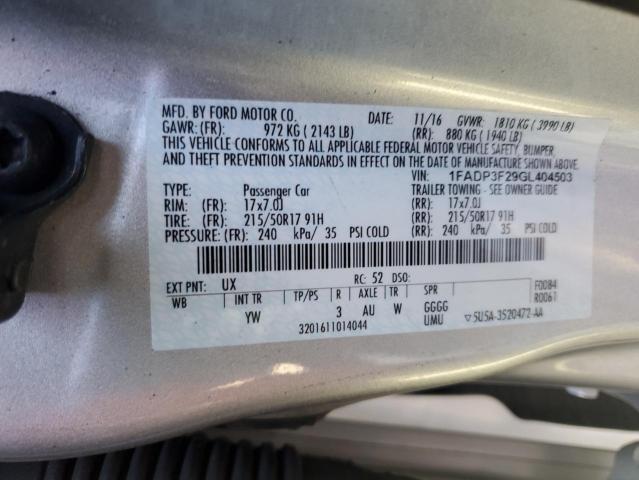 MFD. BY FORD MOTOR CO.
DATE: 11/16 GVWR: 1810 KG ( 3990 LB)
GAWR: (FR): 972 KG ( 2143 LB) (RR): 880 KG ( 1940 LB)
THIS VEHICLE CONFORMS TO ALL APPLICABLE FEDERAL MOTOR VEHICLE SAFETY, BUMPER,
AND THEFT PREVENTION STANDARDS IN EFFECT ON THE DATE OF MANUFACTURE SHOWN ABOVE.
VIN: 1FADP3F29GL404503
TYPE: Passenger Car TRAILER TOWING - SEE OWNER GUIDE
RIM: (FR): 17x7.0J (RR): 17x7.0J
TIRE: (FR): 215/50R17 91H (RR): 215/50R17 91H
PRESSURE: (FR): 240 kPa/ 35 PSI COLD (RR): 240 kPa/ 35 PSI COLD
EXT PNT: UX RC: 52 DSO: F0084
WB INT TR TP/PS R AXLE TR SPR R0061
YW 3 AU W GGGG
3201611014044 UMU ▽5U5A-3520472-AA